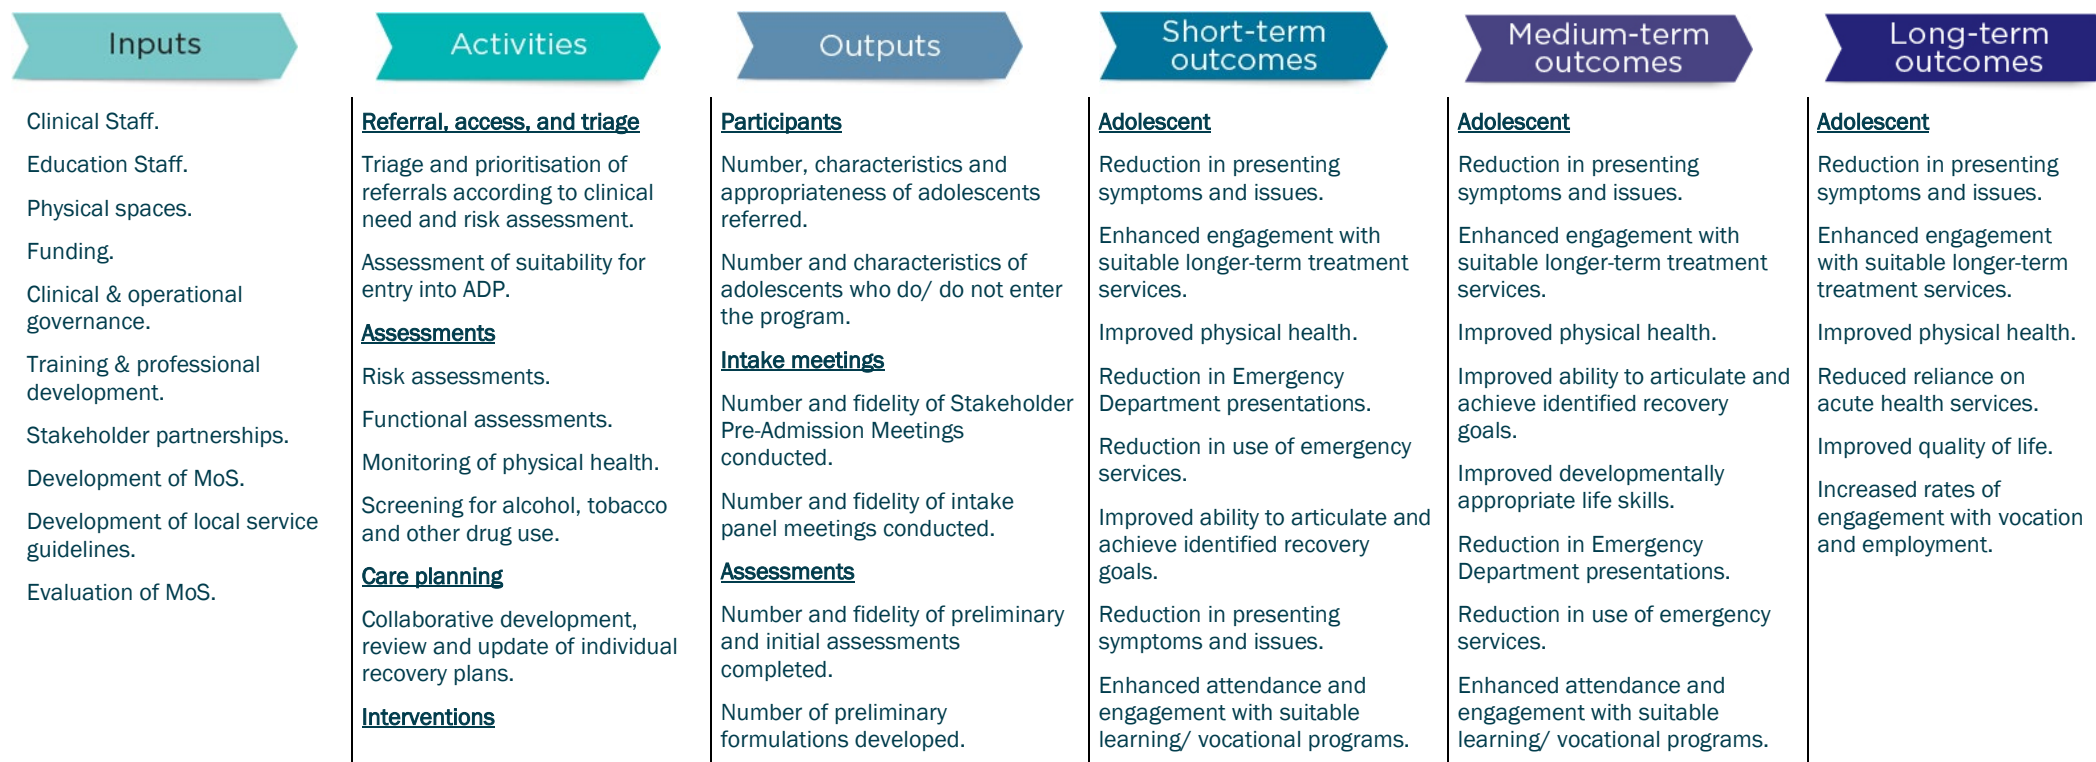 Inputs
Clinical Staff.
Education Staff.
Physical spaces.
Funding.
Clinical & operational
governance.
Training & professional
development.
Stakeholder partnerships.
Development of MoS.
Development of local service
guidelines.
Evaluation of MoS.
Activities
Referral, access, and triage
Triage and prioritisation of
referrals according to clinical
need and risk assessment.
Assessment of suitability for
entry into ADP.
Assessments
Risk assessments.
Functional assessments.
Monitoring of physical health.
Screening for alcohol, tobacco
and other drug use.
Care planning
Collaborative development,
review and update of individual
recovery plans.
Interventions
Outputs
Participants
Number, characteristics and
appropriateness of adolescents
referred.
Number and characteristics of
adolescents who do/ do not enter
the program.
Intake meetings
Number and fidelity of Stakeholder
Pre-Admission Meetings
conducted.
Number and fidelity of intake
panel meetings conducted.
Assessments
Number and fidelity of preliminary
and initial assessments
completed.
Number of preliminary
formulations developed.
Short-term
outcomes
Adolescent
Reduction in presenting
symptoms and issues.
Enhanced engagement with
suitable longer-term treatment
services.
Improved physical health.
Reduction in Emergency
Department presentations.
Reduction in use of emergency
services.
Improved ability to articulate and
achieve identified recovery
goals.
Reduction in presenting
symptoms and issues.
Enhanced attendance and
engagement with suitable
learning/ vocational programs.
Medium-term
outcomes
Adolescent
Reduction in presenting
symptoms and issues.
Enhanced engagement with
suitable longer-term treatment
services.
Improved physical health.
Improved ability to articulate and
achieve identified recovery
goals.
Improved developmentally
appropriate life skills.
Reduction in Emergency
Department presentations.
Reduction in use of emergency
services.
Enhanced attendance and
engagement with suitable
learning/ vocational programs.
Long-term
outcomes
Adolescent
Reduction in presenting
symptoms and issues.
Enhanced engagement
with suitable longer-term
treatment services.
Improved physical health.
Reduced reliance on
acute health services.
Improved quality of life.
Increased rates of
engagement with vocation
and employment.